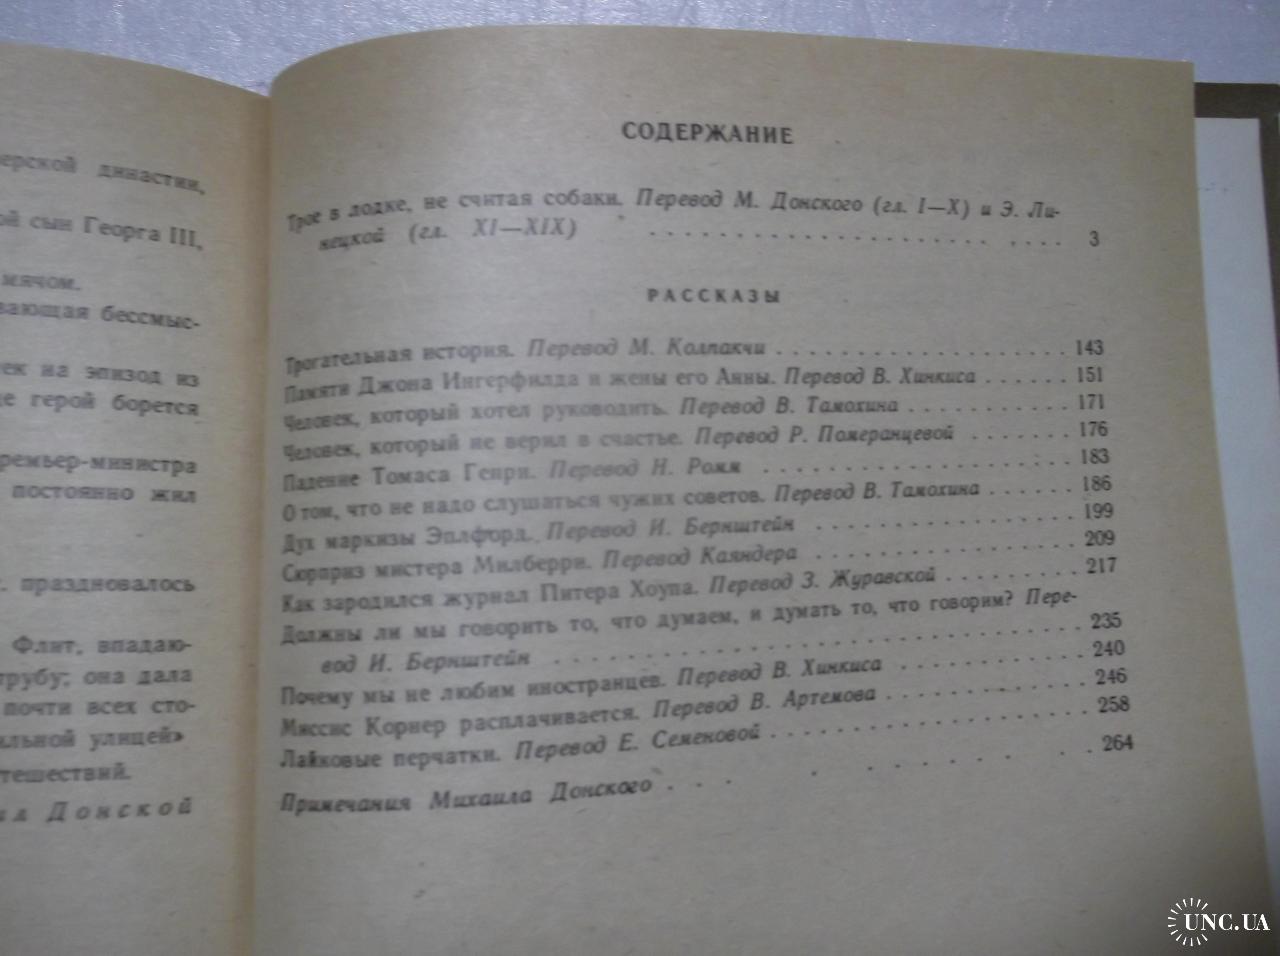 ерской династии,
ой сын Георга III,
мячом.
вающая бессмыс-
ек на эпизод из
е герой борется
ремьер-министра
постоянно жил
. праздновалось
Флит, впадаю-
трубу; она дала
почти всех сто-
ильной улицей»
тешествий.
ил Донской
СОДЕРЖАНИЕ
Трое в лодке, не считая собаки. Перевод М. Донского (гл. I—X) и Э. Ли-
нецкой (гл. XI—XIX) . . . . . . . . . . . . . . . . . . . . 3
РАССКАЗЫ
Трогательная история. Перевод М. Колпакчи . . . . . . . . . . . . . . . . . . 143
Памяти Джона Ингерфилда и жены его Анны. Перевод В. Хинкиса . . . . . . 151
Человек, который хотел руководить. Перевод В. Тамохина . . . . . . . . . . 171
Человек, который не верил в счастье. Перевод Р. Померанцевой . . . . . . . 176
Падение Томаса Генри. Перевод Н. Ромм . . . . . . . . . . . . . . . . . . 183
О том, что не надо слушаться чужих советов. Перевод В. Тамохина . . . . . . 186
Дух маркизы Эплфорд. Перевод И. Бернштейн . . . . . . . . . . . . . . . 199
Сюрприз мистера Милберри. Перевод Каяндера . . . . . . . . . . . . . . . 209
Как зародился журнал Питера Хоупа. Перевод З. Журавской . . . . . . . . . 217
Должны ли мы говорить то, что думаем, и думать то, что говорим? Пере-
вод И. Бернштейн . . . . . . . . . . . . . . . . . . . . . . . . . 235
Почему мы не любим иностранцев. Перевод В. Хинкиса . . . . . . . . . . . 240
Миссис Корнер расплачивается. Перевод В. Артемова . . . . . . . . . . . . 246
Лайковые перчатки. Перевод Е. Семеновой . . . . . . . . . . . . . . . . . 258
Примечания Михаила Донского . . . . . . . . . . . 264
UNC.UA